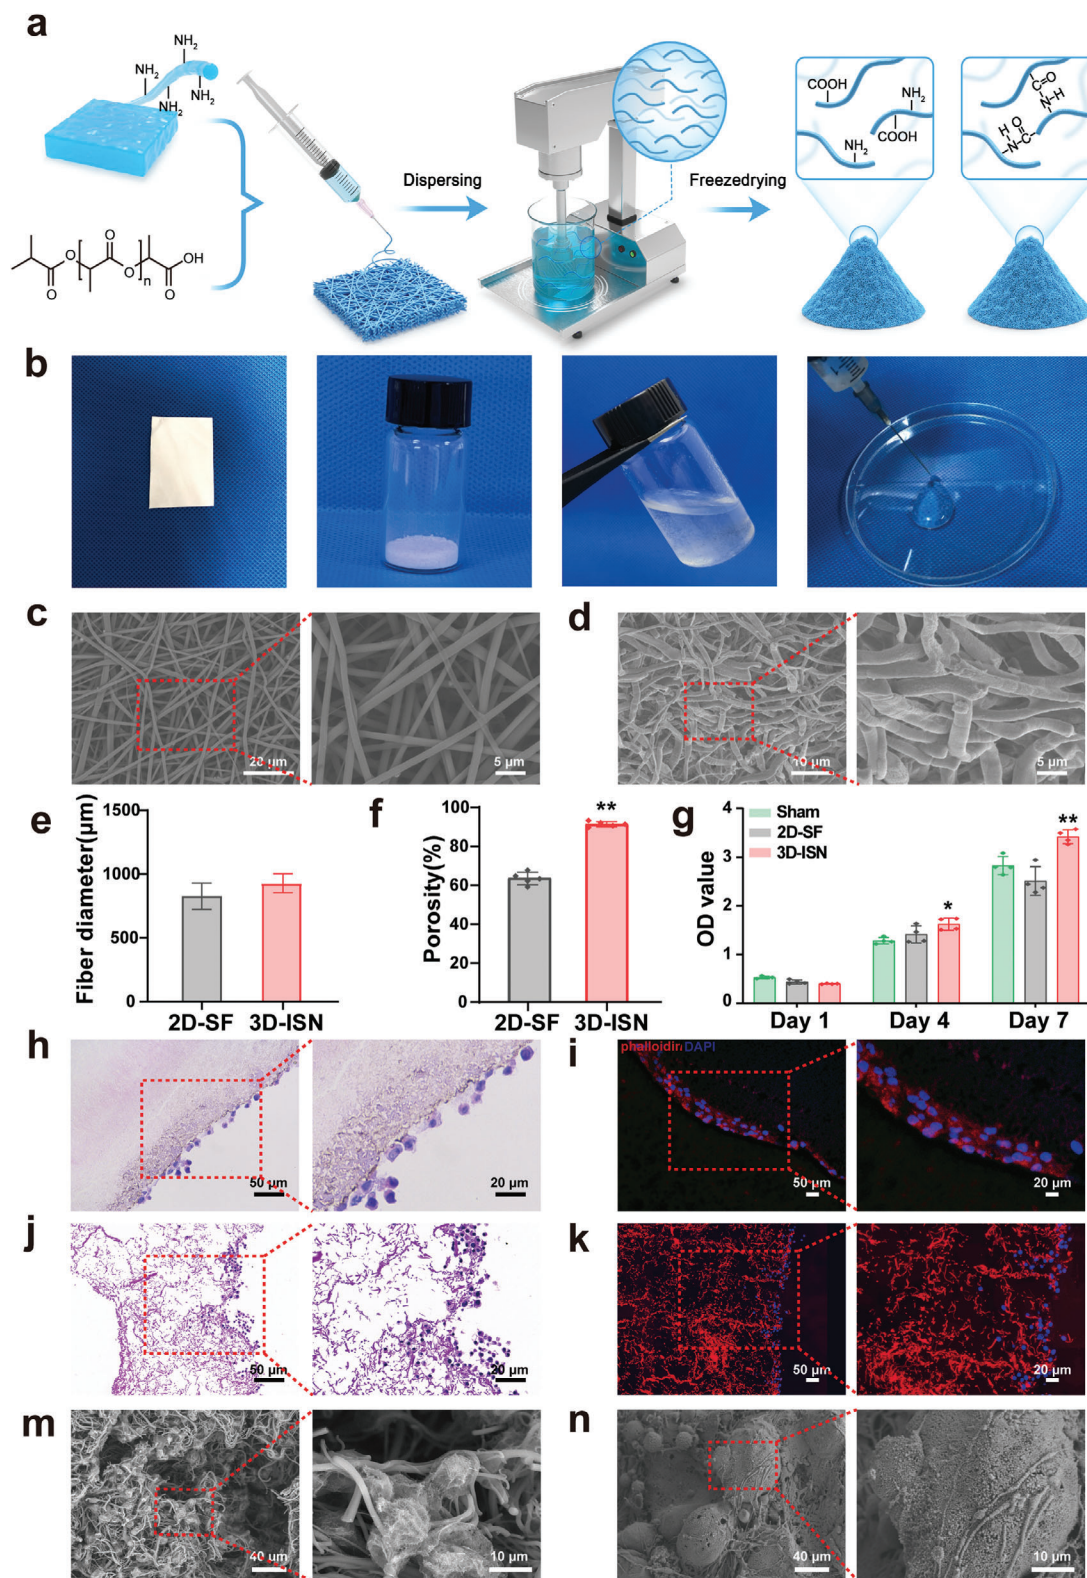 a
NH₂
NH₂
NH₂
NH₂
NH₂
O
O
O
O
[ ]n
O
OH
O
Dispersing
Freezedrying
COOH
NH₂
COOH
NH₂
C=O
N-H
H O
N-C
b
c
20 µm
5 µm
d
10 µm
5 µm
e
Fiber diameter(µm)
1500
1000
500
0
2D-SF
3D-ISN
f
Porosity(%)
100
80
60
40
20
0
**
2D-SF
3D-ISN
g
OD value
4
3
2
1
0
Sham
2D-SF
3D-ISN
*
**
Day 1
Day 4
Day 7
h
50 µm
20 µm
i
phalloidin/DAPI
50 µm
20 µm
j
50 µm
20 µm
k
50 µm
20 µm
m
40 µm
10 µm
n
40 µm
10 µm